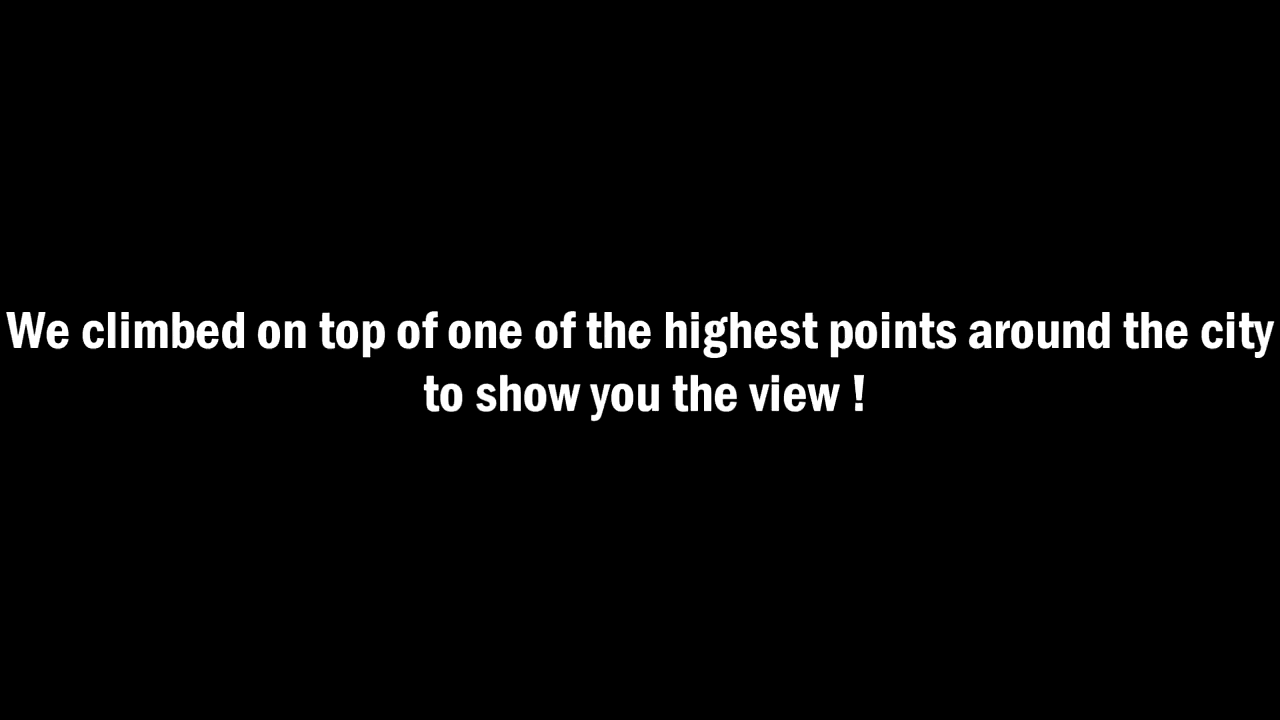 We climbed on top of one of the highest points around the city
to show you the view !